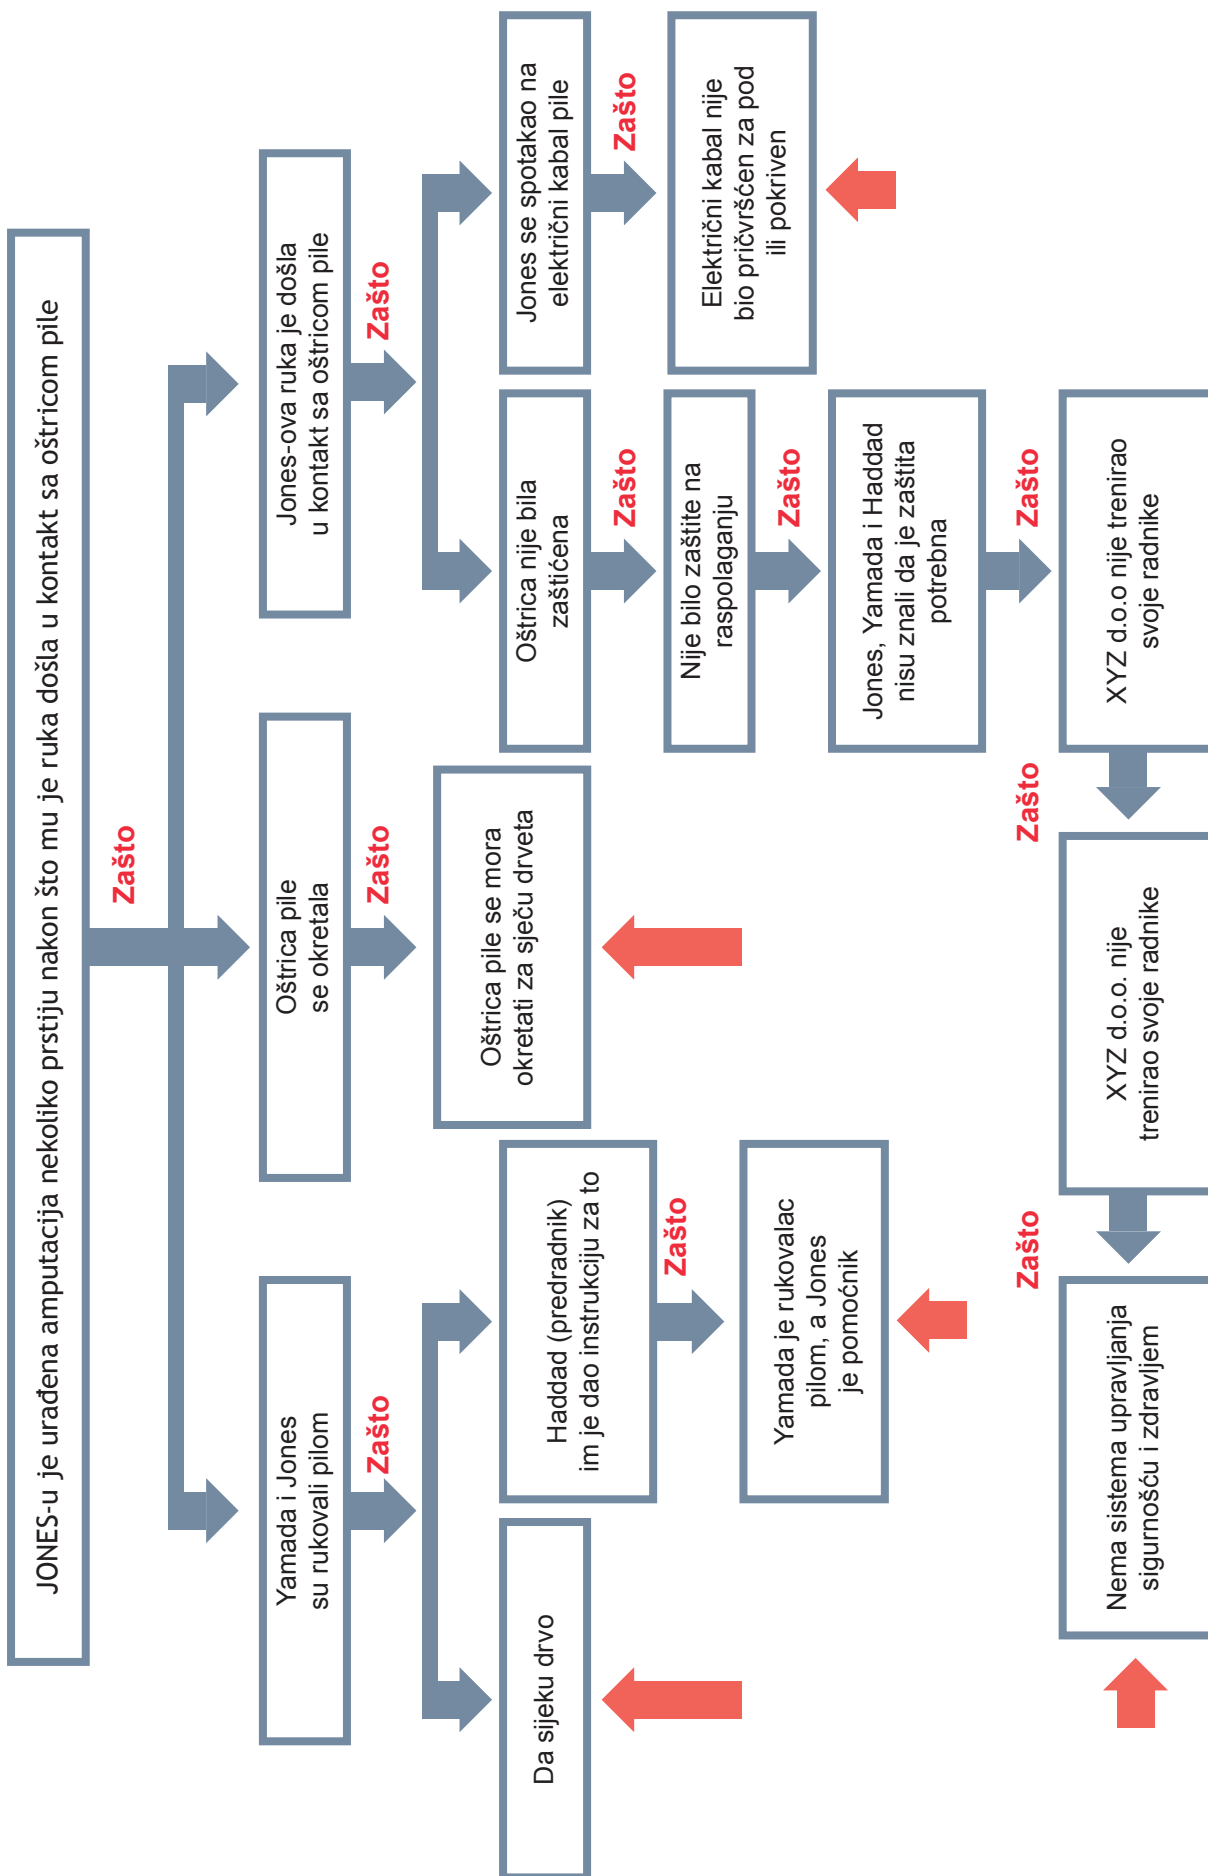 JONES-u je urađena amputacija nekoliko prstiju nakon što mu je ruka došla u kontakt sa oštricom pile
Zašto
Yamada i Jones
su rukovali pilom
Oštrica pile
se okretala
Jones-ova ruka je došla
u kontakt sa oštricom pile
Zašto
Zašto
Zašto
Da sijeku drvo
Haddad (predradnik)
im je dao instrukciju za to
Oštrica pile se mora
okretati za sječu drveta
Oštrica nije bila
zaštićena
Jones se spotakao na
električni kabal pile
Zašto
Zašto
Zašto
Yamada je rukovalac
pilom, a Jones
je pomoćnik
Nije bilo zaštite na
raspolaganju
Električni kabal nije
bio pričvršćen za pod
ili pokriven
Zašto
Jones, Yamada i Haddad
nisu znali da je zaštita
potrebna
Zašto
Zašto
Zašto
Nema sistema upravljanja
sigurnošću i zdravljem
XYZ d.o.o. nije
trenirao svoje radnike
XYZ d.o.o nije trenirao
svoje radnike